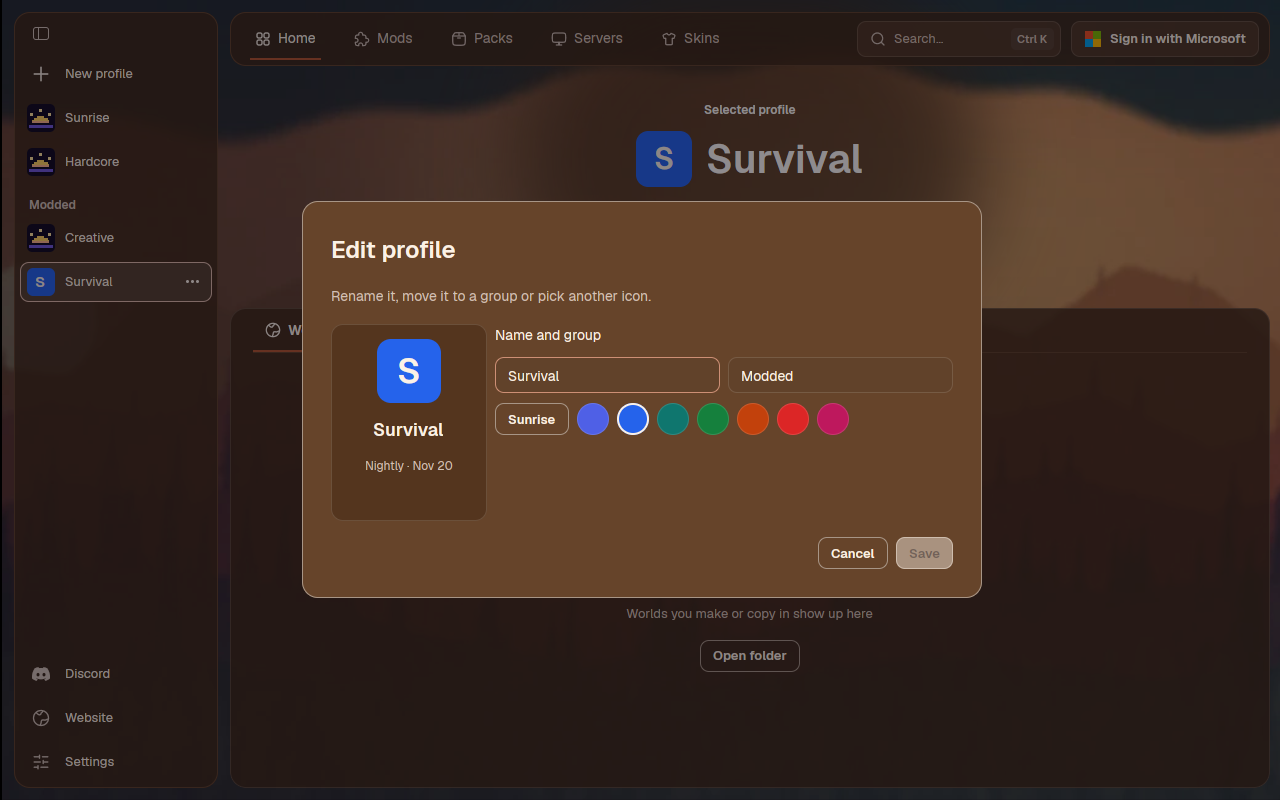 Home
Mods
Packs
Servers
Skins
Search...
Ctrl K
Sign in with Microsoft
New profile
Sunrise
Hardcore
Modded
Creative
S
Survival
Discord
Website
Settings
Selected profile
S
Survival
W
Edit profile
Rename it, move it to a group or pick another icon.
S
Survival
Nightly · Nov 20
Name and group
Survival
Modded
Sunrise
Cancel
Save
Worlds you make or copy in show up here
Open folder